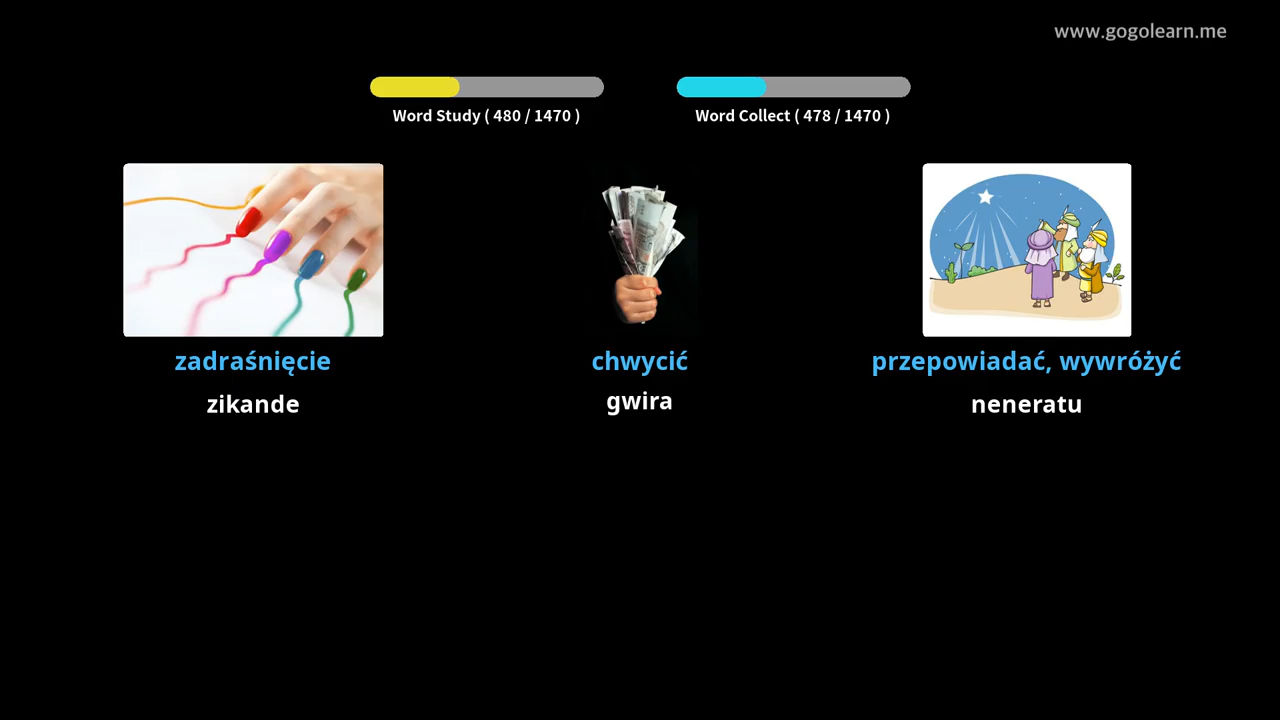 www.gogolearn.me
Word Study ( 480 / 1470 )
Word Collect ( 478 / 1470 )
zadraśnięcie
chwycić
przepowiadać, wywróżyć
zikande
gwira
neneratu